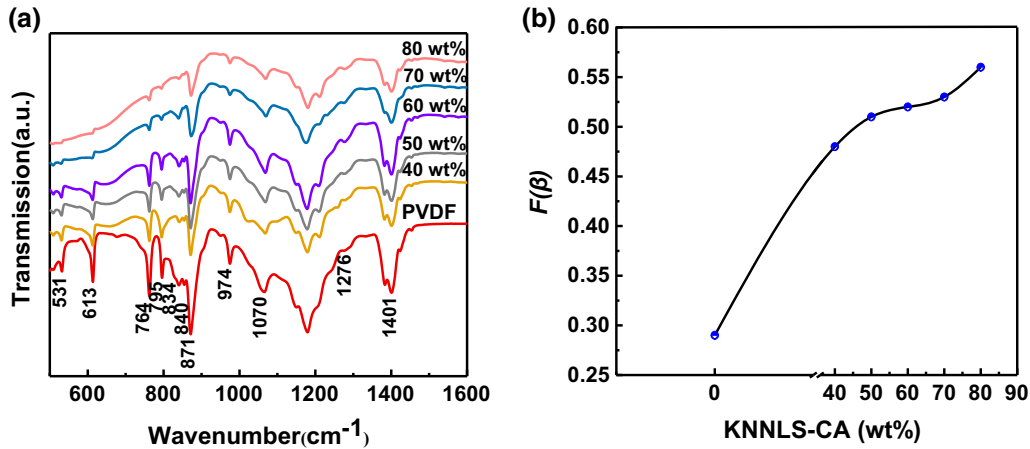 (a)
Transmission(a.u.)
80 wt%
70 wt%
60 wt%
50 wt%
40 wt%
PVDF
531
613
764
795
834
840
871
974
1070
1276
1401
600 800 1000 1200 1400 1600
Wavenumber(cm⁻¹)
(b)
F(β)
0.60
0.55
0.50
0.45
0.40
0.35
0.30
0.25
0 40 50 60 70 80 90
KNNLS-CA (wt%)